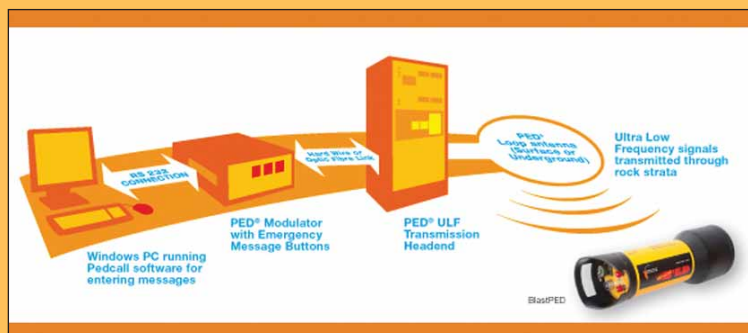 RS 232
CONNECTION
Hard Wire or
Optic Fibre Link
PED®
Loop antenna
(Surface or
Underground)
Ultra Low
Frequency signals
transmitted through
rock strata
PED® Modulator
with Emergency
Message Buttons
PED® ULF
Transmission
Headend
Windows PC running
Pedcall software for
entering messages
BlastPED